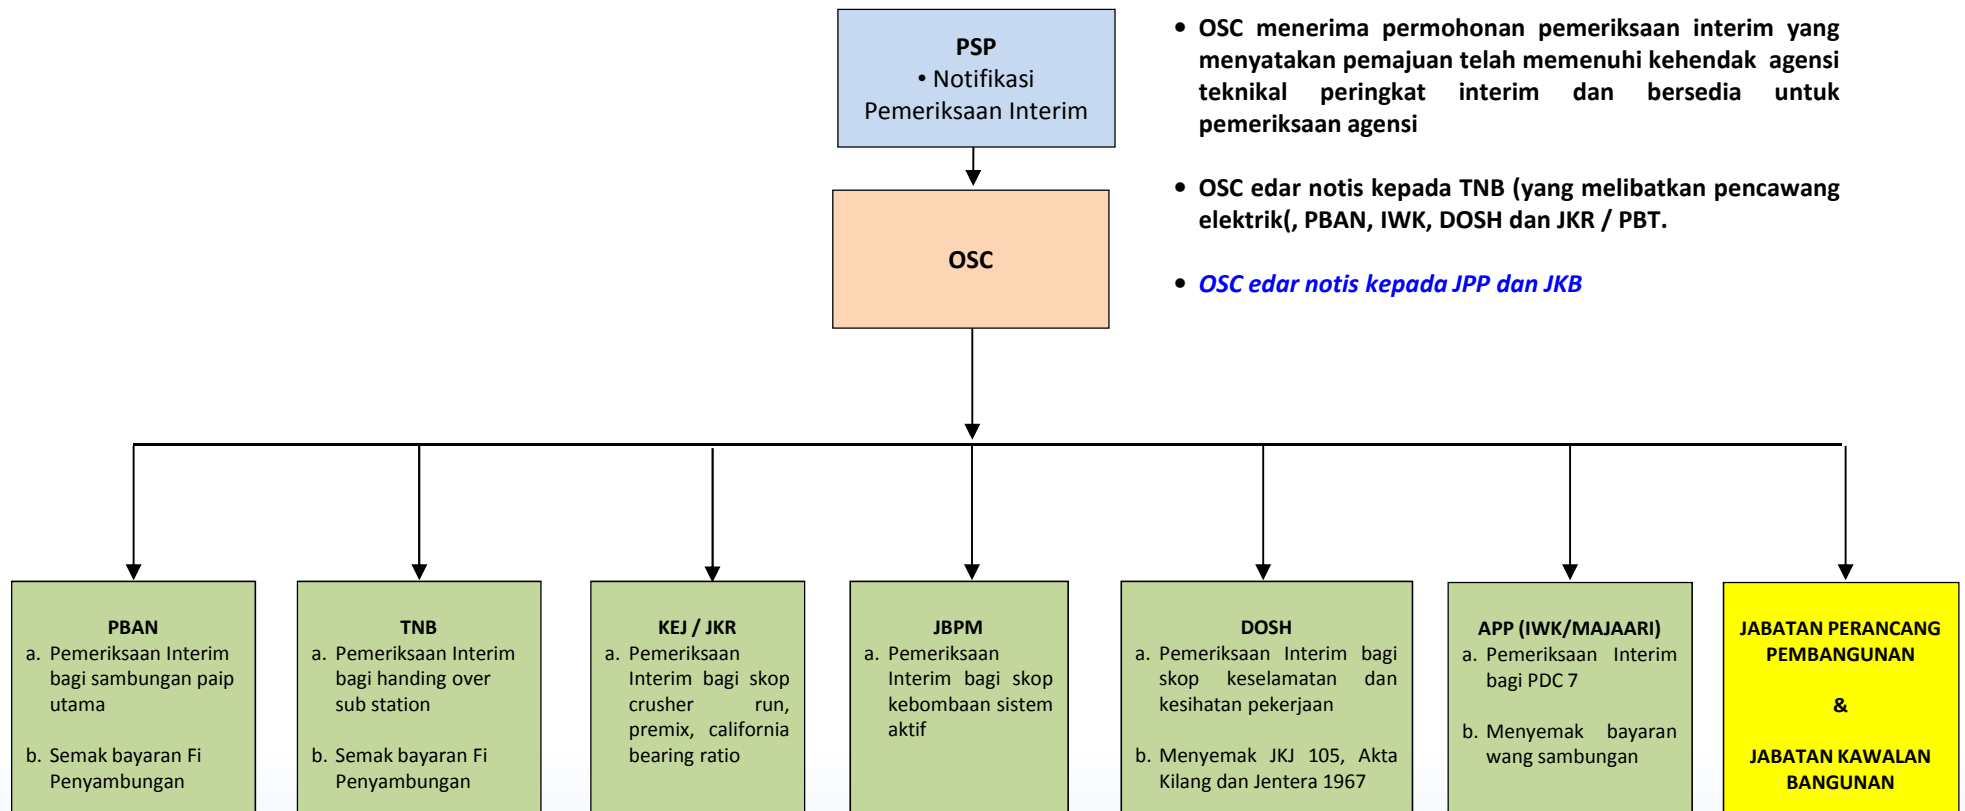 PSP
• Notifikasi
Pemeriksaan Interim
• OSC menerima permohonan pemeriksaan interim yang
menyatakan pemajuan telah memenuhi kehendak agensi
teknikal peringkat interim dan bersedia untuk
pemeriksaan agensi
• OSC edar notis kepada TNB (yang melibatkan pencawang
elektrik(, PBAN, IWK, DOSH dan JKR / PBT.
• OSC edar notis kepada JPP dan JKB
OSC
PBAN
a. Pemeriksaan Interim
bagi sambungan paip
utama
b. Semak bayaran Fi
Penyambungan
TNB
a. Pemeriksaan Interim
bagi handing over
sub station
b. Semak bayaran Fi
Penyambungan
KEJ / JKR
a. Pemeriksaan
Interim bagi skop
crusher run,
premix, california
bearing ratio
JBPM
a. Pemeriksaan
Interim bagi skop
kebombaan sistem
aktif
DOSH
a. Pemeriksaan Interim bagi
skop keselamatan dan
kesihatan pekerjaan
b. Menyemak JKJ 105, Akta
Kilang dan Jentera 1967
APP (IWK/MAJAARI)
a. Pemeriksaan Interim
bagi PDC 7
b. Menyemak bayaran
wang sambungan
JABATAN PERANCANG
PEMBANGUNAN
&
JABATAN KAWALAN
BANGUNAN